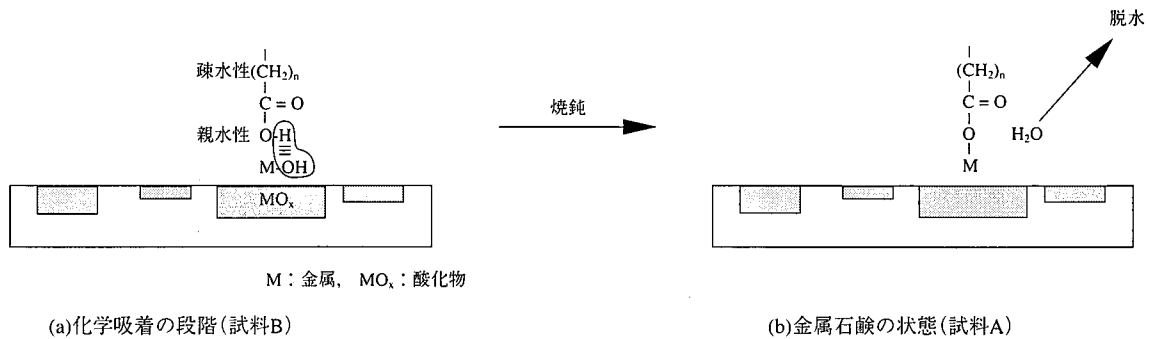 脱水
疎水性(CH₂)ₙ
C=O
親水性 O-H
M-OH
MOₓ
焼鈍
(CH₂)ₙ
C=O
O
H₂O
M
M：金属, MOₓ：酸化物
(a)化学吸着の段階(試料B)
(b)金属石鹸の状態(試料A)